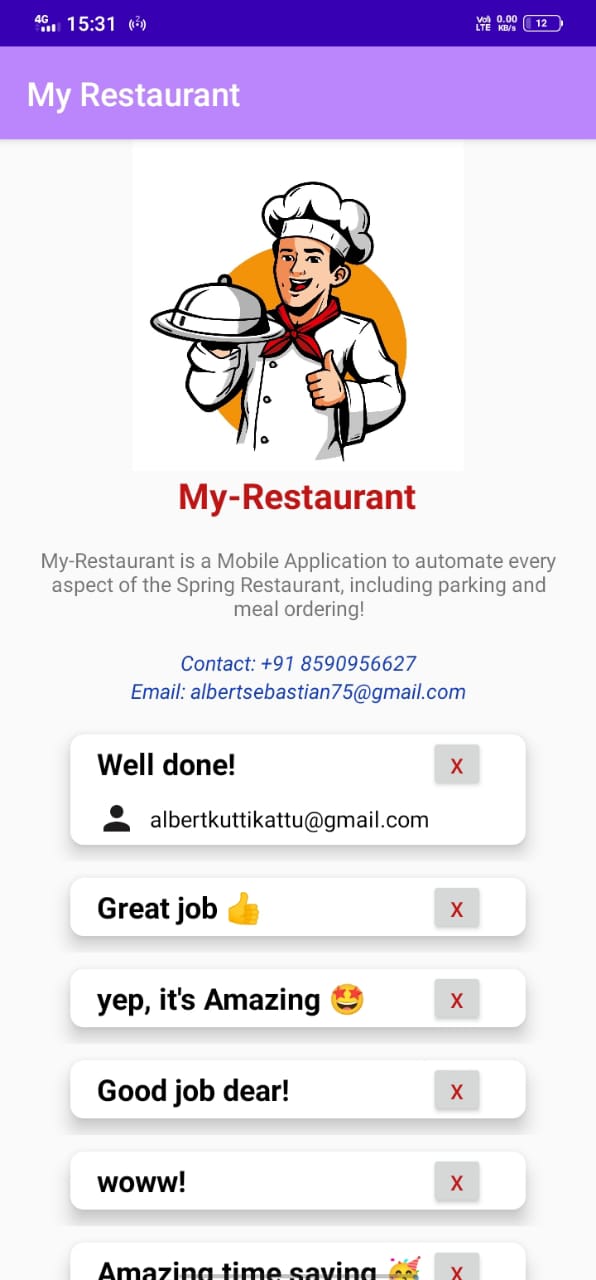 4G 15:31 Vo) LTE 0.00 KB/s 12
My Restaurant
My-Restaurant
My-Restaurant is a Mobile Application to automate every
aspect of the Spring Restaurant, including parking and
meal ordering!
Contact: +91 8590956627
Email: albertsebastian75@gmail.com
Well done! X
albertkuttikattu@gmail.com
Great job 👍 X
yep, it's Amazing 🤩 X
Good job dear! X
woww! X
Amazing time saving 🥳 X